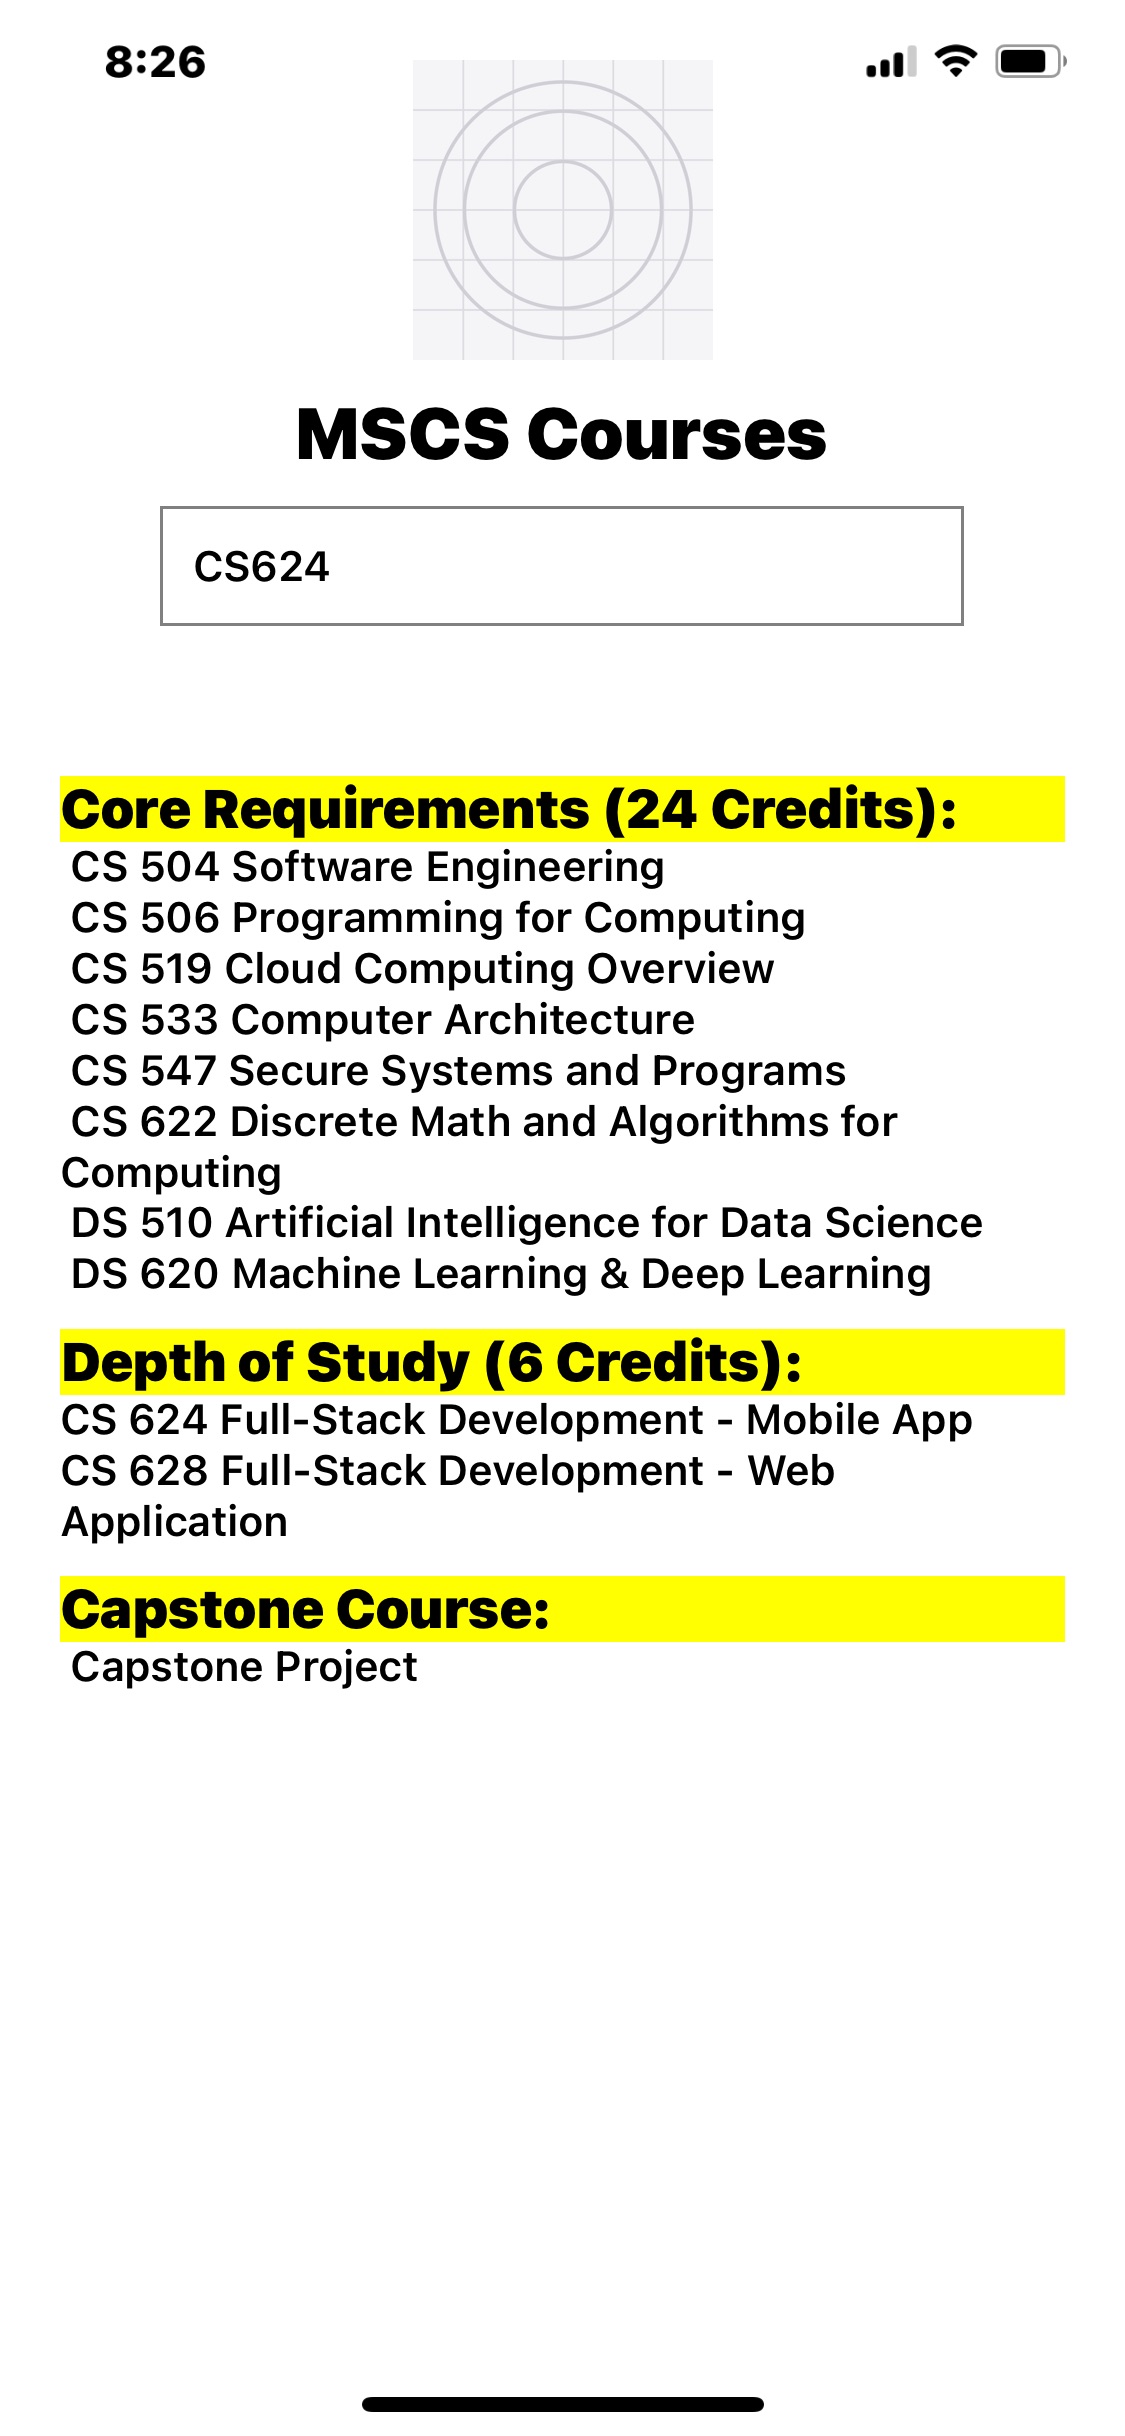 8:26
MSCS Courses
CS624
Core Requirements (24 Credits):
CS 504 Software Engineering
CS 506 Programming for Computing
CS 519 Cloud Computing Overview
CS 533 Computer Architecture
CS 547 Secure Systems and Programs
CS 622 Discrete Math and Algorithms for
Computing
DS 510 Artificial Intelligence for Data Science
DS 620 Machine Learning & Deep Learning
Depth of Study (6 Credits):
CS 624 Full-Stack Development - Mobile App
CS 628 Full-Stack Development - Web
Application
Capstone Course:
Capstone Project